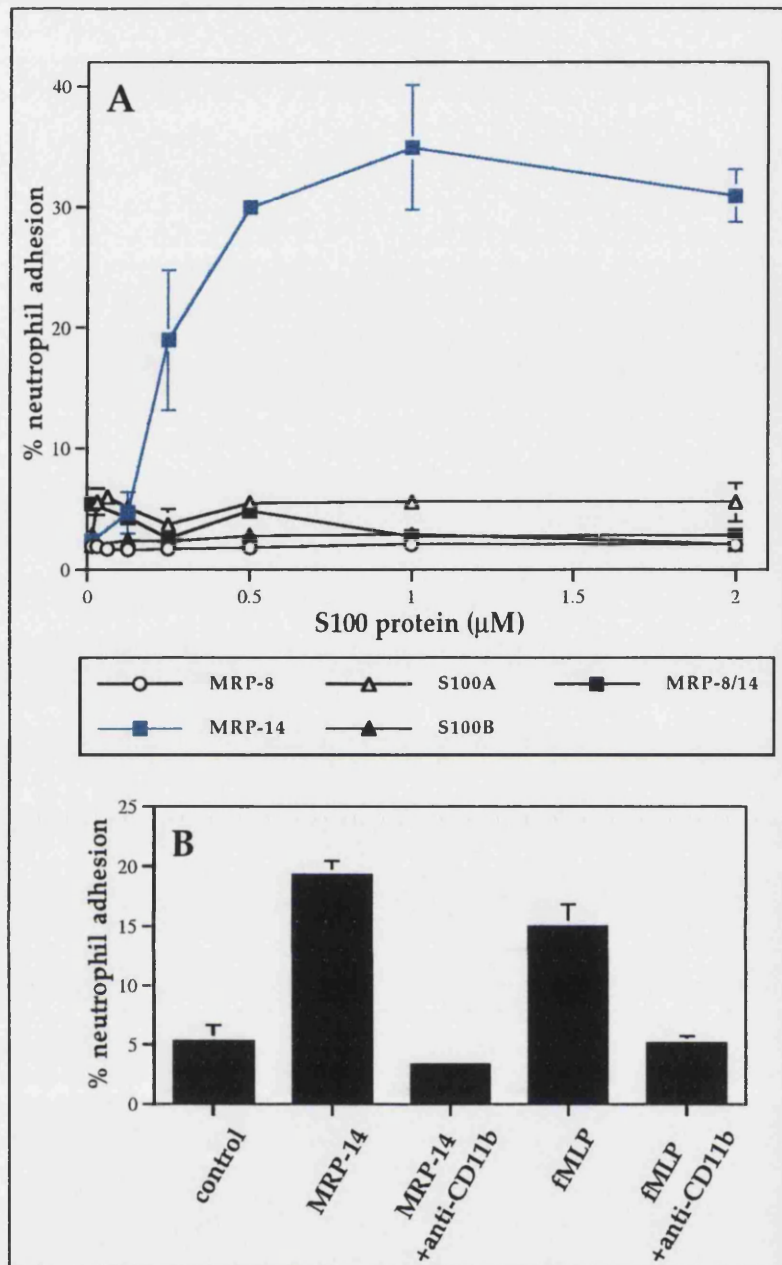 A
40
30
20
10
0
% neutrophil adhesion
0 0.5 1 1.5 2
S100 protein (µM)
MRP-8 S100A MRP-8/14
MRP-14 S100B
B
25
20
15
10
5
0
% neutrophil adhesion
control
MRP-14
MRP-14
+anti-CD11b
fMLP
fMLP
+anti-CD11b